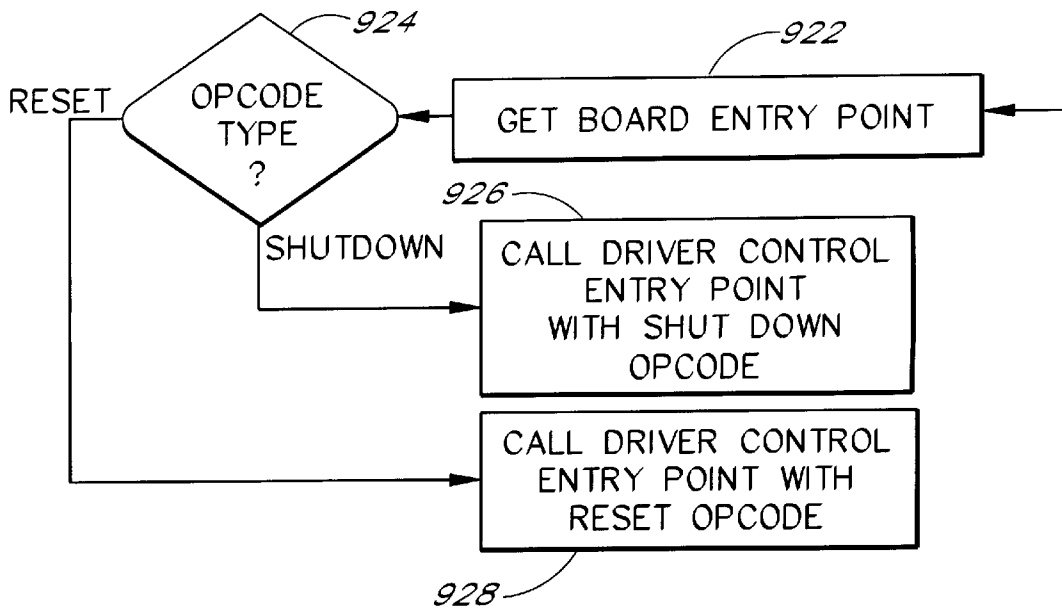 924
922
RESET
OPCODE
TYPE
?
GET BOARD ENTRY POINT
926
SHUTDOWN
CALL DRIVER CONTROL
ENTRY POINT
WITH SHUT DOWN
OPCODE
CALL DRIVER CONTROL
ENTRY POINT WITH
RESET OPCODE
928